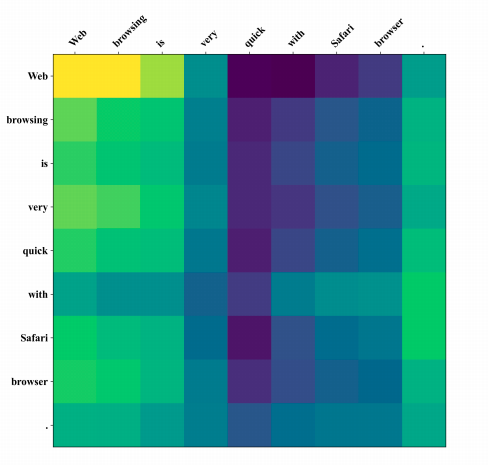 Web browsing is very quick with Safari browser .
Web
browsing
is
very
quick
with
Safari
browser
.